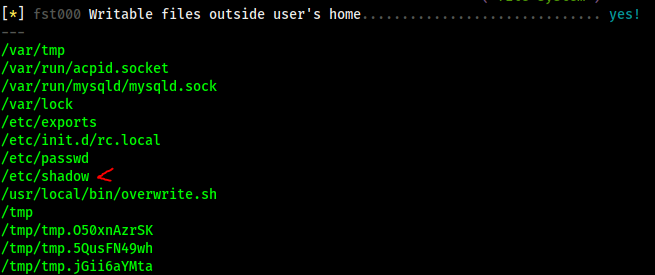 [*] fst000 Writable files outside user's home............................. yes!
---
/var/tmp
/var/run/acpid.socket
/var/run/mysqld/mysqld.sock
/var/lock
/etc/exports
/etc/init.d/rc.local
/etc/passwd
/etc/shadow
/usr/local/bin/overwrite.sh
/tmp
/tmp/tmp.O50xnAzrSK
/tmp/tmp.5QusFN49wh
/tmp/tmp.jGii6aYMta